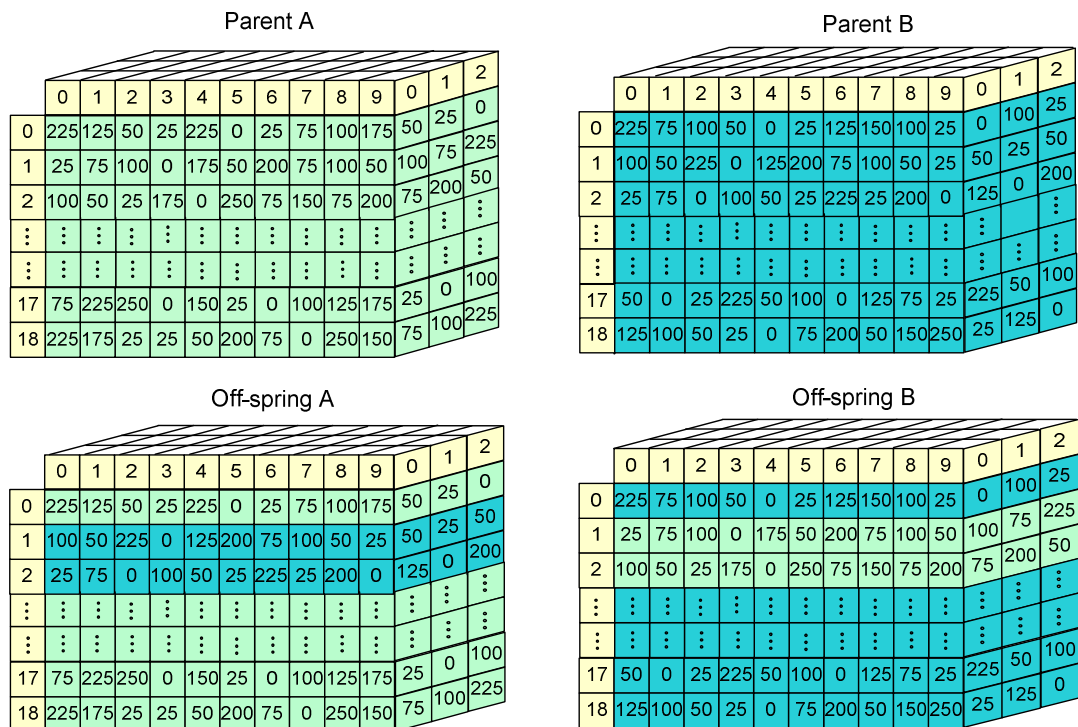 Parent A
0 1 2 3 4 5 6 7 8 9 0 1 2
0 225 125 50 25 225 0 25 75 100 175 50 25 0
1 25 75 100 0 175 50 200 75 100 50 100 75 225
2 100 50 25 175 0 250 75 150 75 200 75 200 50
⋮ ⋮ ⋮ ⋮ ⋮ ⋮ ⋮ ⋮ ⋮ ⋮ ⋮ ⋮ ⋮ ⋮
⋮ ⋮ ⋮ ⋮ ⋮ ⋮ ⋮ ⋮ ⋮ ⋮ ⋮ ⋮ ⋮ ⋮
17 75 225 250 0 150 25 0 100 125 175 25 0 100
18 225 175 25 25 50 200 75 0 250 150 75 100 225
Parent B
0 1 2 3 4 5 6 7 8 9 0 1 2
0 225 75 100 50 0 25 125 150 100 25 0 100 25
1 100 50 225 0 125 200 75 100 50 25 50 25 50
2 25 75 0 100 50 25 225 25 200 0 125 0 200
⋮ ⋮ ⋮ ⋮ ⋮ ⋮ ⋮ ⋮ ⋮ ⋮ ⋮ ⋮ ⋮ ⋮
⋮ ⋮ ⋮ ⋮ ⋮ ⋮ ⋮ ⋮ ⋮ ⋮ ⋮ ⋮ ⋮ ⋮
17 50 0 25 225 50 100 0 125 75 25 225 50 100
18 125 100 50 25 0 75 200 50 150 250 25 125 0
Off-spring A
0 1 2 3 4 5 6 7 8 9 0 1 2
0 225 125 50 25 225 0 25 75 100 175 50 25 0
1 100 50 225 0 125 200 75 100 50 25 50 25 50
2 25 75 0 100 50 25 225 25 200 0 125 0 200
⋮ ⋮ ⋮ ⋮ ⋮ ⋮ ⋮ ⋮ ⋮ ⋮ ⋮ ⋮ ⋮ ⋮
⋮ ⋮ ⋮ ⋮ ⋮ ⋮ ⋮ ⋮ ⋮ ⋮ ⋮ ⋮ ⋮ ⋮
17 75 225 250 0 150 25 0 100 125 175 25 0 100
18 225 175 25 25 50 200 75 0 250 150 75 100 225
Off-spring B
0 1 2 3 4 5 6 7 8 9 0 1 2
0 225 75 100 50 0 25 125 150 100 25 0 100 25
1 25 75 100 0 175 50 200 75 100 50 100 75 225
2 100 50 25 175 0 250 75 150 75 200 75 200 50
⋮ ⋮ ⋮ ⋮ ⋮ ⋮ ⋮ ⋮ ⋮ ⋮ ⋮ ⋮ ⋮ ⋮
⋮ ⋮ ⋮ ⋮ ⋮ ⋮ ⋮ ⋮ ⋮ ⋮ ⋮ ⋮ ⋮ ⋮
17 50 0 25 225 50 100 0 125 75 25 225 50 100
18 125 100 50 25 0 75 200 50 150 250 25 125 0